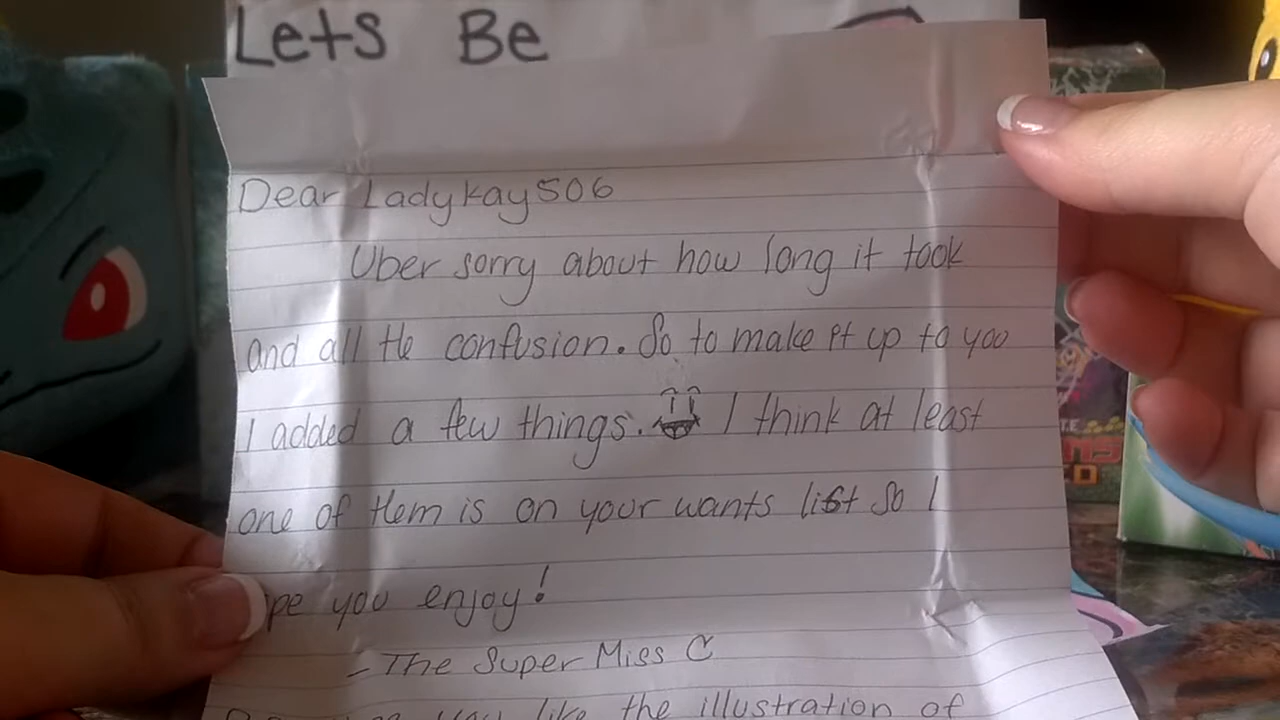 Lets Be
Dear Ladykay506
Uber sorry about how long it took
and all the confusion. So to make it up to you
I added a few things. I think at least
one of them is on your wants list so I
pe you enjoy!
- The Super Miss C
you like the illustration of